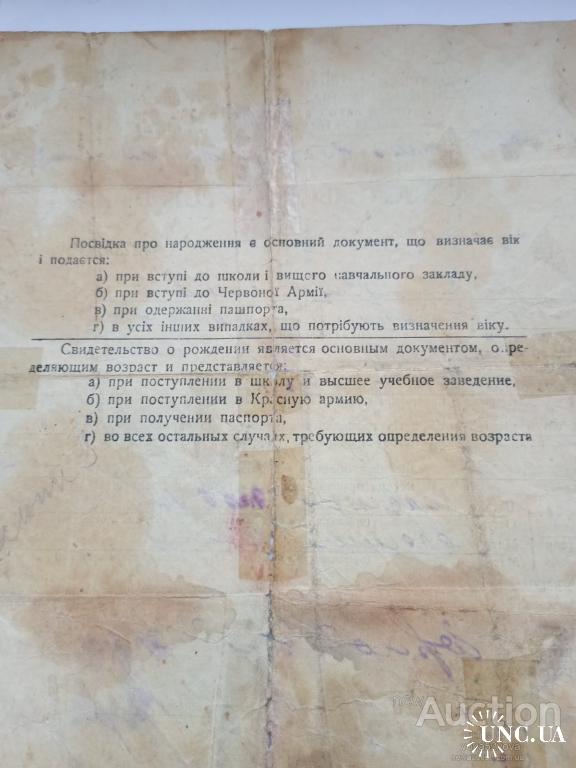 Посвідка про народження є основний документ, що визначає вік
і подаєтся:
а) при вступі до школи і вищого навчального закладу,
б) при вступі до Червоної Армії,
в) при одержанні пашпорта,
г) в усіх інших випадках, що потрібують визначення віку.
Свидетельство о рождении является основным документом, опре-
деляющим возраст и представляется:
а) при поступлении в школу и высшее учебное заведение,
б) при поступлении в Красную армию,
в) при получении паспорта,
г) во всех остальных случаях, требующих определения возраста
Auction
UNC.UA